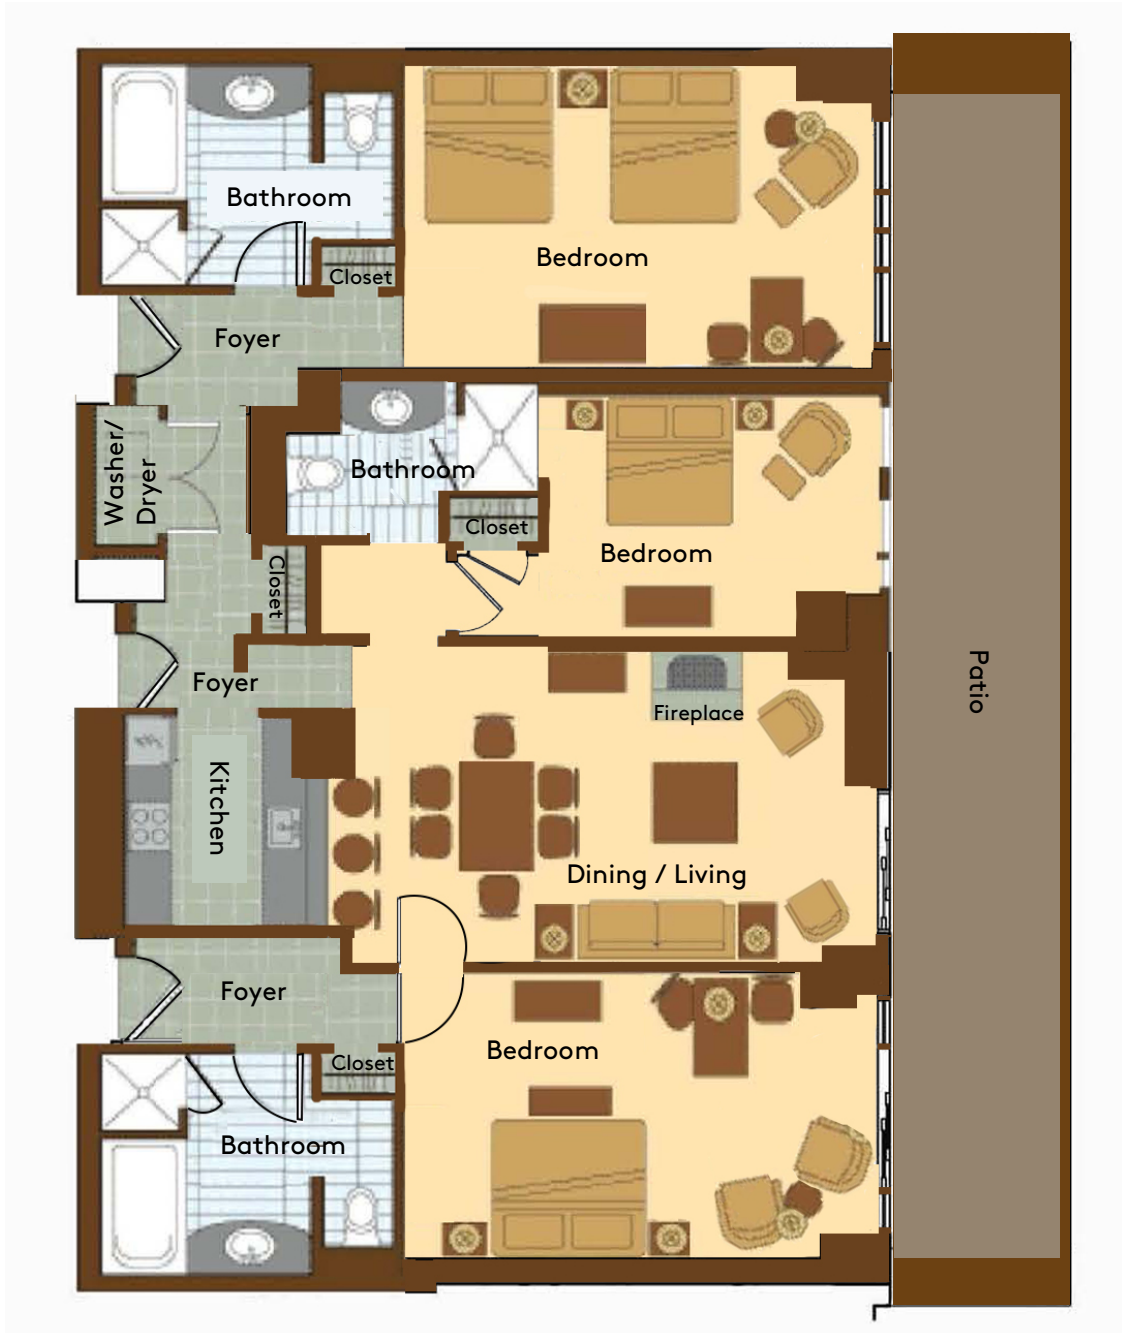 Bathroom
Bedroom
Closet
Foyer
Washer/
Dryer
Bathroom
Closet
Bedroom
Closet
Foyer
Fireplace
Patio
Kitchen
Dining / Living
Foyer
Bedroom
Closet
Bathroom